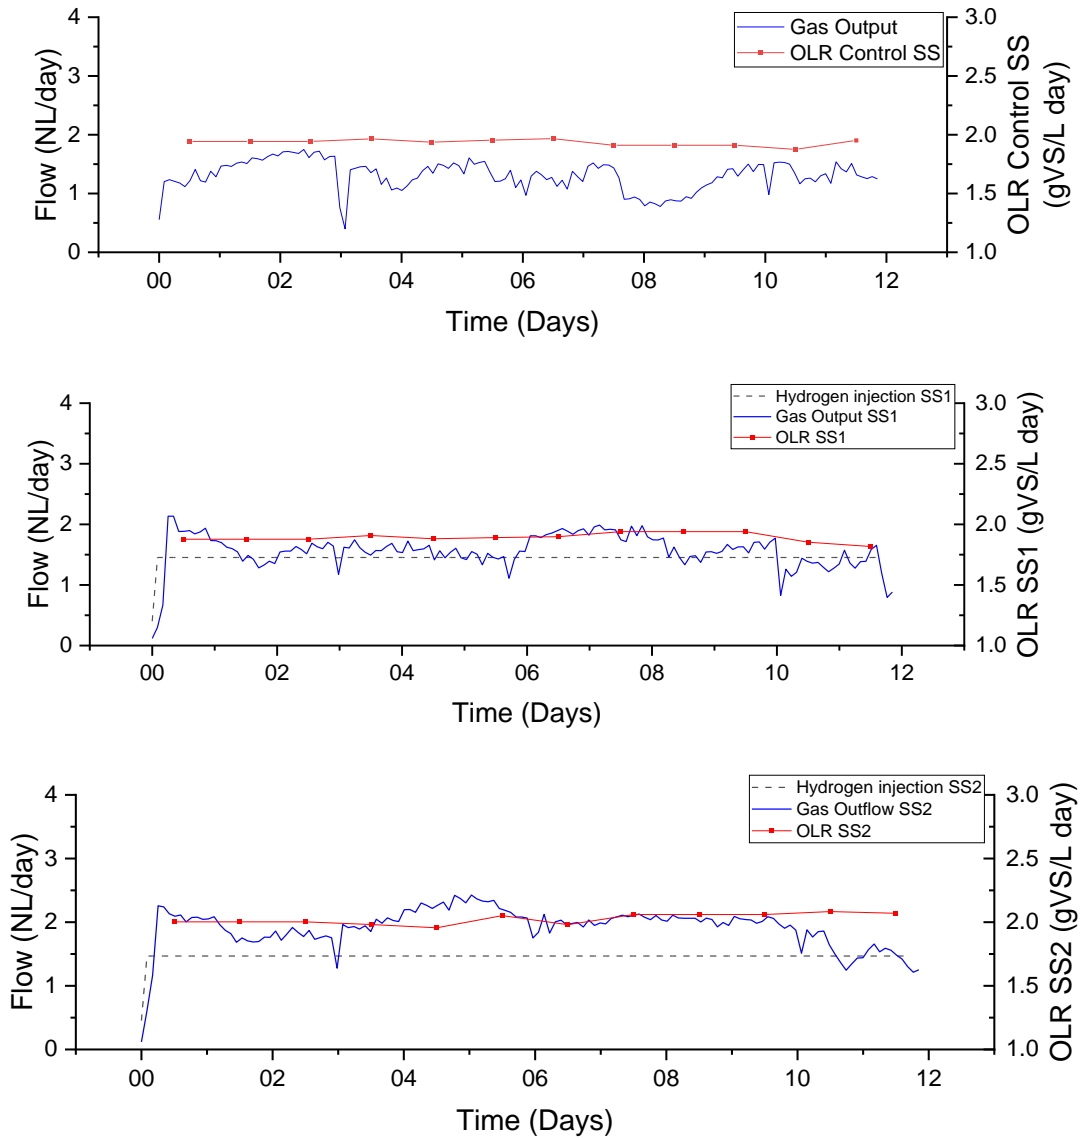 Gas Output
OLR Control SS
4
3
2
1
0
Flow (NL/day)
3.0
2.5
2.0
1.5
1.0
OLR Control SS
(gVS/L day)
00 02 04 06 08 10 12
Time (Days)
Hydrogen injection SS1
Gas Output SS1
OLR SS1
4
3
2
1
0
Flow (NL/day)
3.0
2.5
2.0
1.5
1.0
OLR SS1 (gVS/L day)
00 02 04 06 08 10 12
Time (Days)
Hydrogen injection SS2
Gas Outflow SS2
OLR SS2
4
3
2
1
0
Flow (NL/day)
3.0
2.5
2.0
1.5
1.0
OLR SS2 (gVS/L day)
00 02 04 06 08 10 12
Time (Days)